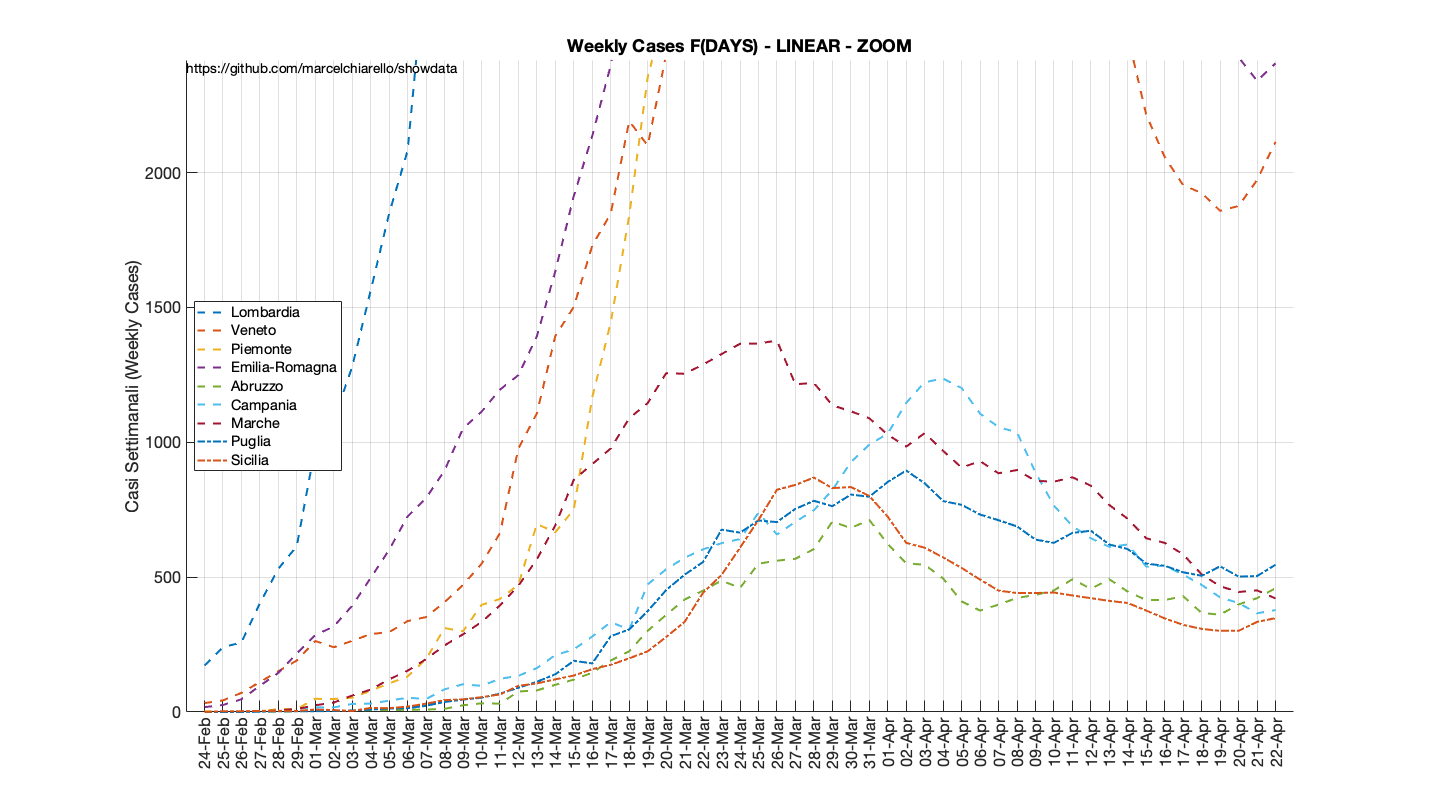 Weekly Cases F(DAYS) - LINEAR - ZOOM
https://github.com/marcelchiarello/showdata
Casi Settimanali (Weekly Cases)
2000
1500
1000
500
0
Lombardia
Veneto
Piemonte
Emilia-Romagna
Abruzzo
Campania
Marche
Puglia
Sicilia
24-Feb
25-Feb
26-Feb
27-Feb
28-Feb
29-Feb
01-Mar
02-Mar
03-Mar
04-Mar
05-Mar
06-Mar
07-Mar
08-Mar
09-Mar
10-Mar
11-Mar
12-Mar
13-Mar
14-Mar
15-Mar
16-Mar
17-Mar
18-Mar
19-Mar
20-Mar
21-Mar
22-Mar
23-Mar
24-Mar
25-Mar
26-Mar
27-Mar
28-Mar
29-Mar
30-Mar
31-Mar
01-Apr
02-Apr
03-Apr
04-Apr
05-Apr
06-Apr
07-Apr
08-Apr
09-Apr
10-Apr
11-Apr
12-Apr
13-Apr
14-Apr
15-Apr
16-Apr
17-Apr
18-Apr
19-Apr
20-Apr
21-Apr
22-Apr